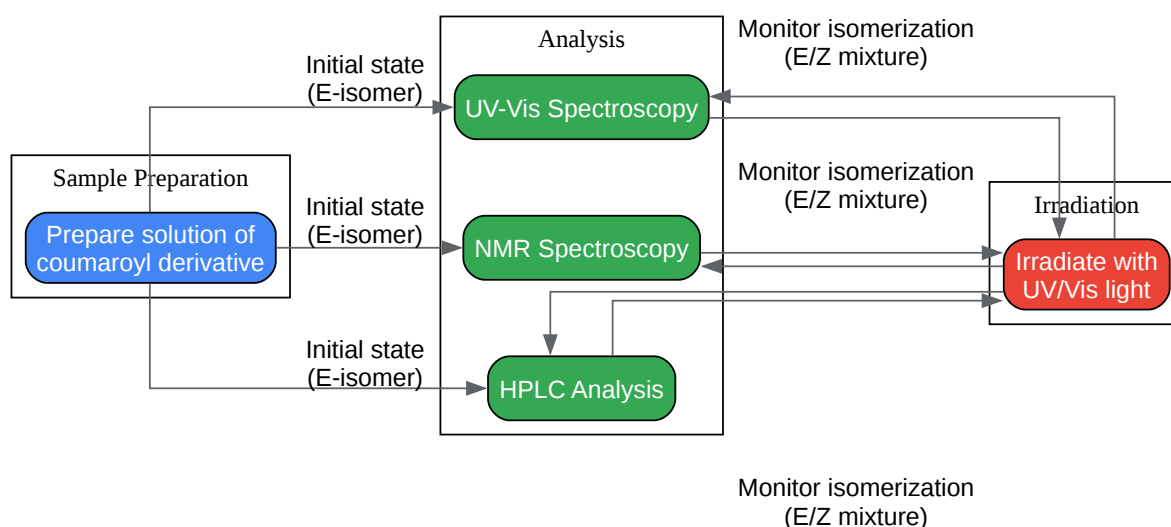 Sample Preparation
Prepare solution of
coumaroyl derivative
Initial state
(E-isomer)
Initial state
(E-isomer)
Initial state
(E-isomer)
Analysis
UV-Vis Spectroscopy
NMR Spectroscopy
HPLC Analysis
Monitor isomerization
(E/Z mixture)
Monitor isomerization
(E/Z mixture)
Monitor isomerization
(E/Z mixture)
Irradiation
Irradiate with
UV/Vis light